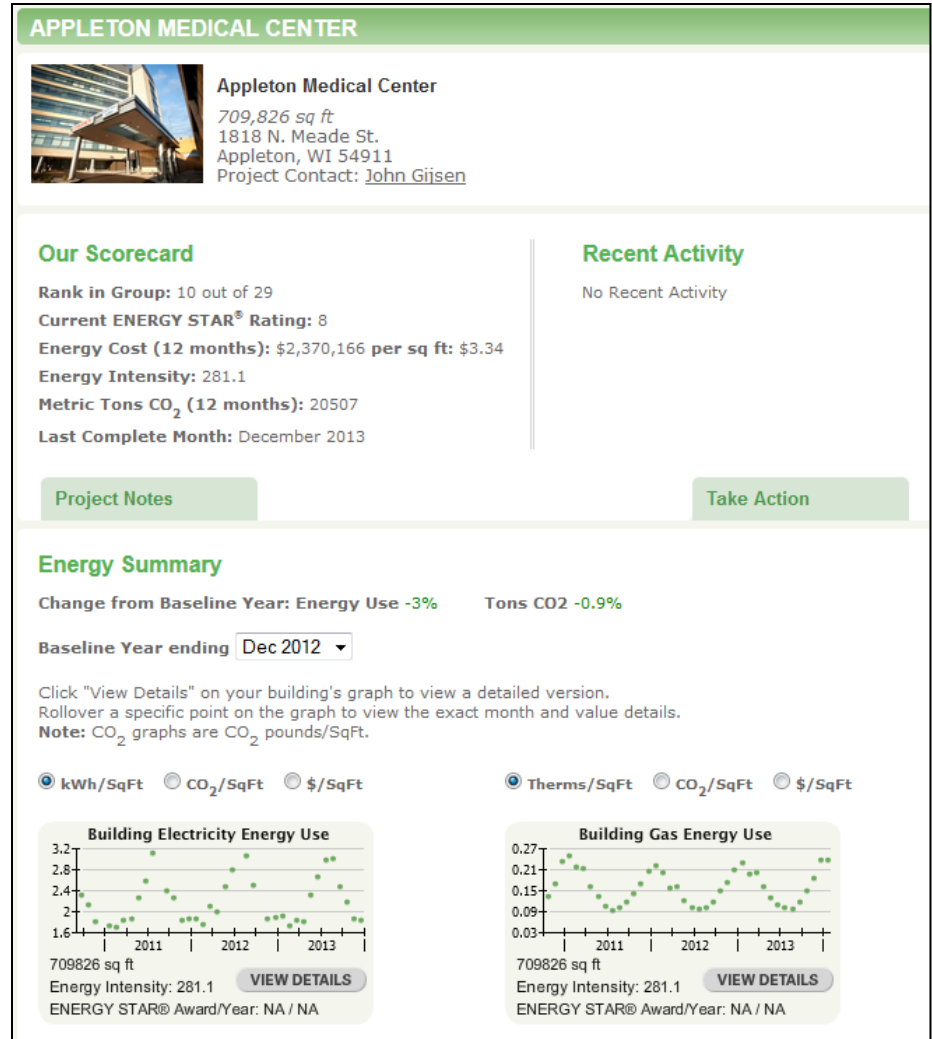 APPLETON MEDICAL CENTER
Appleton Medical Center
709,826 sq ft
1818 N. Meade St.
Appleton, WI 54911
Project Contact: John Gijsen
Our Scorecard
Rank in Group: 10 out of 29
Current ENERGY STAR® Rating: 8
Energy Cost (12 months): $2,370,166 per sq ft: $3.34
Energy Intensity: 281.1
Metric Tons CO2 (12 months): 20507
Last Complete Month: December 2013
Recent Activity
No Recent Activity
Project Notes
Take Action
Energy Summary
Change from Baseline Year: Energy Use -3% Tons CO2 -0.9%
Baseline Year ending Dec 2012
Click "View Details" on your building's graph to view a detailed version.
Rollover a specific point on the graph to view the exact month and value details.
Note: CO2 graphs are CO2 pounds/SqFt.
kWh/SqFt CO2/SqFt $/SqFt
Building Electricity Energy Use
3.2
2.8
2.4
2
1.6
2011 2012 2013
709826 sq ft
Energy Intensity: 281.1
VIEW DETAILS
ENERGY STAR® Award/Year: NA / NA
Therms/SqFt CO2/SqFt $/SqFt
Building Gas Energy Use
0.27
0.21
0.15
0.09
0.03
2011 2012 2013
709826 sq ft
Energy Intensity: 281.1
VIEW DETAILS
ENERGY STAR® Award/Year: NA / NA